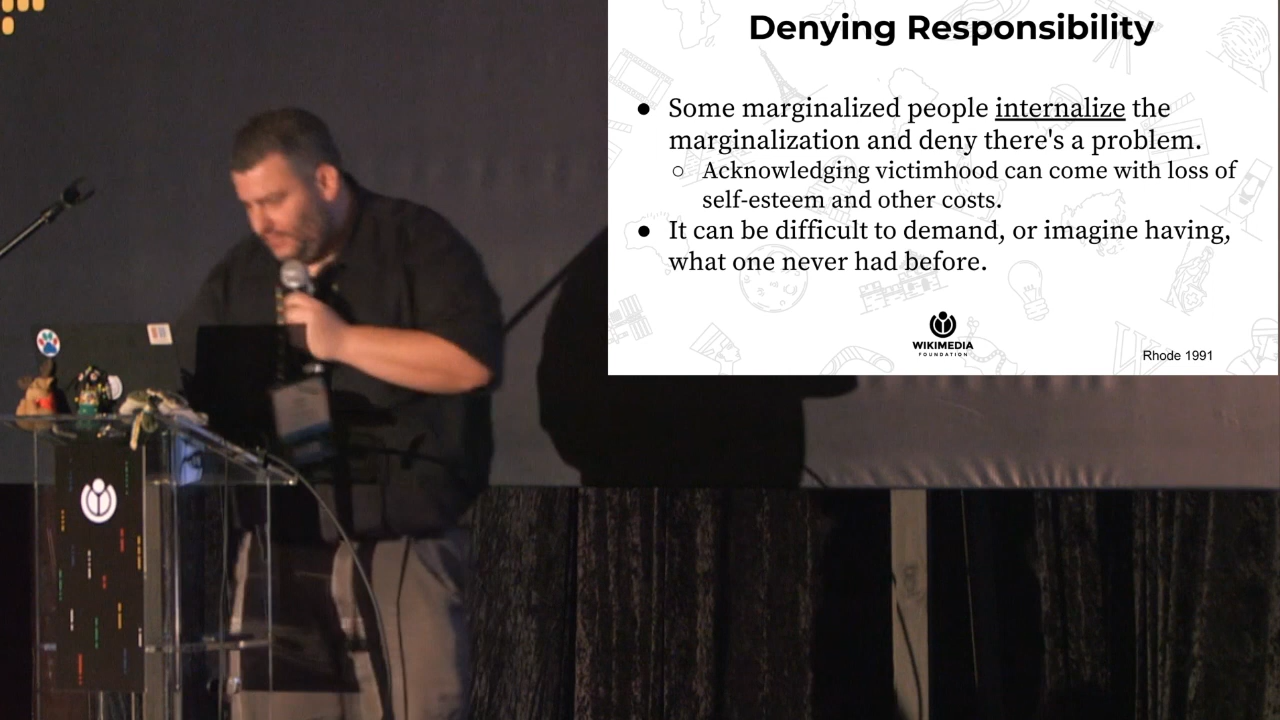 Denying Responsibility
● Some marginalized people internalize the
marginalization and deny there's a problem.
○ Acknowledging victimhood can come with loss of
self-esteem and other costs.
● It can be difficult to demand, or imagine having,
what one never had before.
WIKIMEDIA
FOUNDATION
Rhode 1991